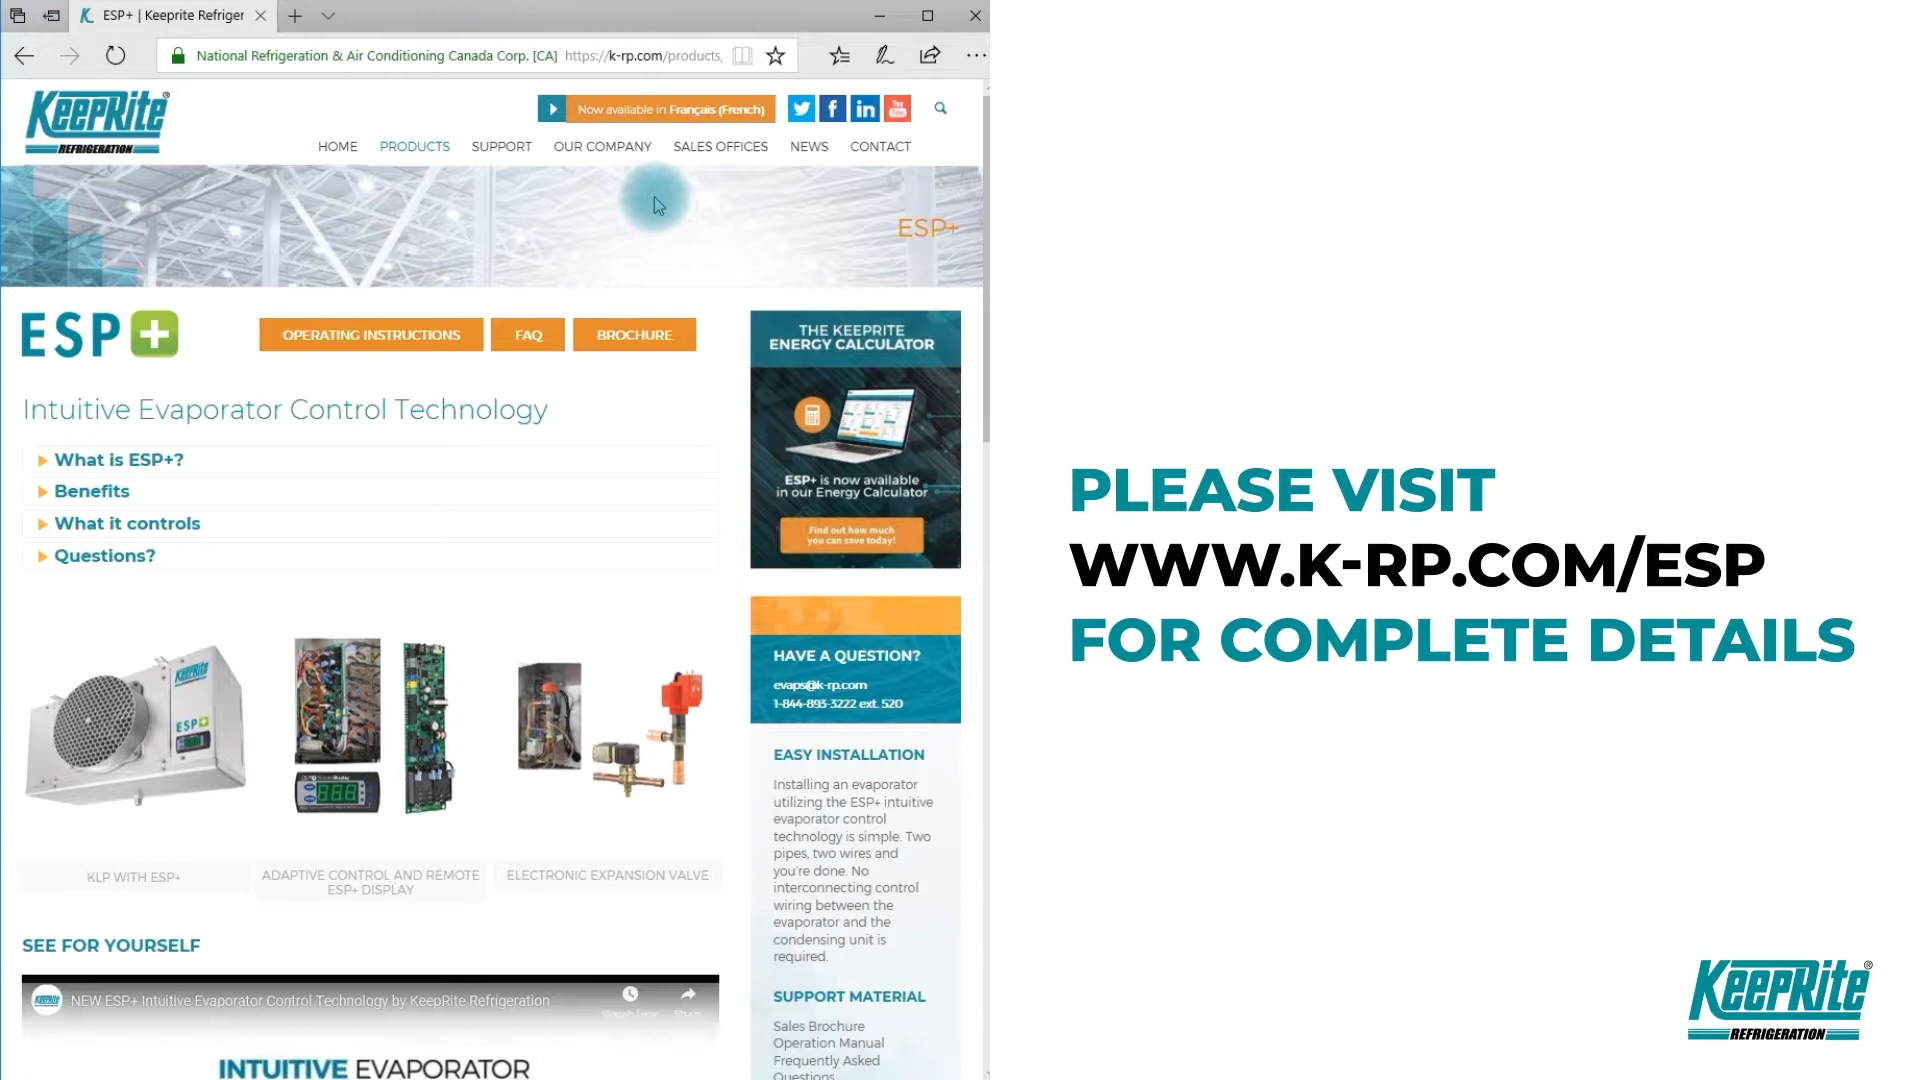 ESP+ | Keeprite Refriger
National Refrigeration & Air Conditioning Canada Corp. [CA] https://k-rp.com/products,
KeepRite®
REFRIGERATION
Now available in Français (French)
HOME PRODUCTS SUPPORT OUR COMPANY SALES OFFICES NEWS CONTACT
ESP+
ESP+
OPERATING INSTRUCTIONS FAQ BROCHURE
Intuitive Evaporator Control Technology
What is ESP+?
Benefits
What it controls
Questions?
KLP WITH ESP+
ADAPTIVE CONTROL AND REMOTE
ESP+ DISPLAY
ELECTRONIC EXPANSION VALVE
SEE FOR YOURSELF
NEW ESP+ Intuitive Evaporator Control Technology by KeepRite Refrigeration
Watch later Share
INTUITIVE EVAPORATOR
THE KEEPRITE
ENERGY CALCULATOR
ESP+ is now available
in our Energy Calculator
Find out how much
you can save today!
HAVE A QUESTION?
evaps@k-rp.com
1-844-893-3222 ext. 520
EASY INSTALLATION
Installing an evaporator
utilizing the ESP+ intuitive
evaporator control
technology is simple. Two
pipes, two wires and
you're done. No
interconnecting control
wiring between the
evaporator and the
condensing unit is
required.
SUPPORT MATERIAL
Sales Brochure
Operation Manual
Frequently Asked
Questions
PLEASE VISIT
WWW.K-RP.COM/ESP
FOR COMPLETE DETAILS
KeepRite®
REFRIGERATION